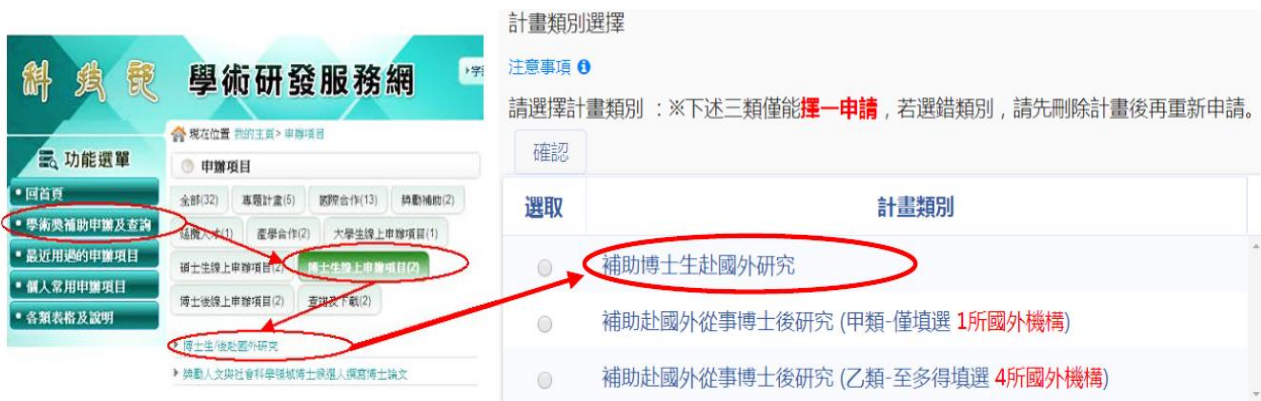 科技部 學術研發服務網
功能選單
回首頁
學術獎補助申辦及查詢
最近用過的申辦項目
個人常用申辦項目
各類表格及說明
現在位置 我的主頁> 申辦項目
申辦項目
全部(32) 專題計畫(5) 國際合作(13) 獎勵補助(2)
延攬人才(1) 產學合作(2) 大學生線上申辦項目(1)
碩士生線上申辦項目(2) 博士生線上申辦項目(2)
博士後線上申辦項目(2) 查詢及下載(2)
博士生/後赴國外研究
獎勵人文與社會科學領域博士候選人撰寫博士論文
計畫類別選擇
注意事項
請選擇計畫類別 :※下述三類僅能擇一申請,若選錯類別,請先刪除計畫後再重新申請。
確認
選取 計畫類別
補助博士生赴國外研究
補助赴國外從事博士後研究 (甲類-僅填選 1所國外機構)
補助赴國外從事博士後研究 (乙類-至多得填選 4所國外機構)